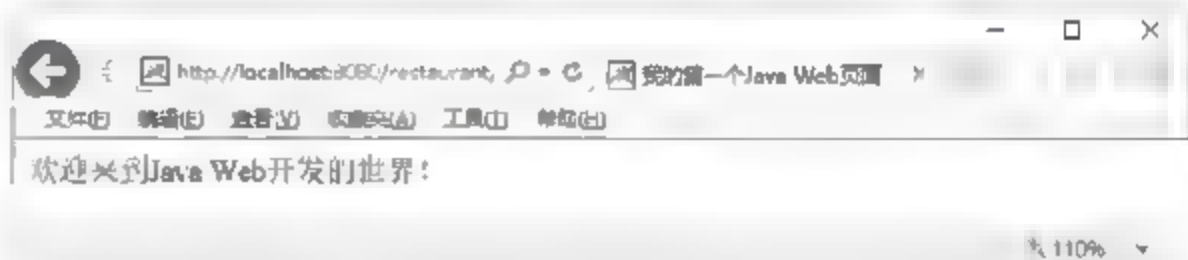 http://localhost:8080/restaurant, 我的第一个Java Web页面 ×
文件(F) 编辑(E) 查看(V) 收藏夹(A) 工具(T) 帮助(H)
欢迎来到Java Web开发的世界！
110%